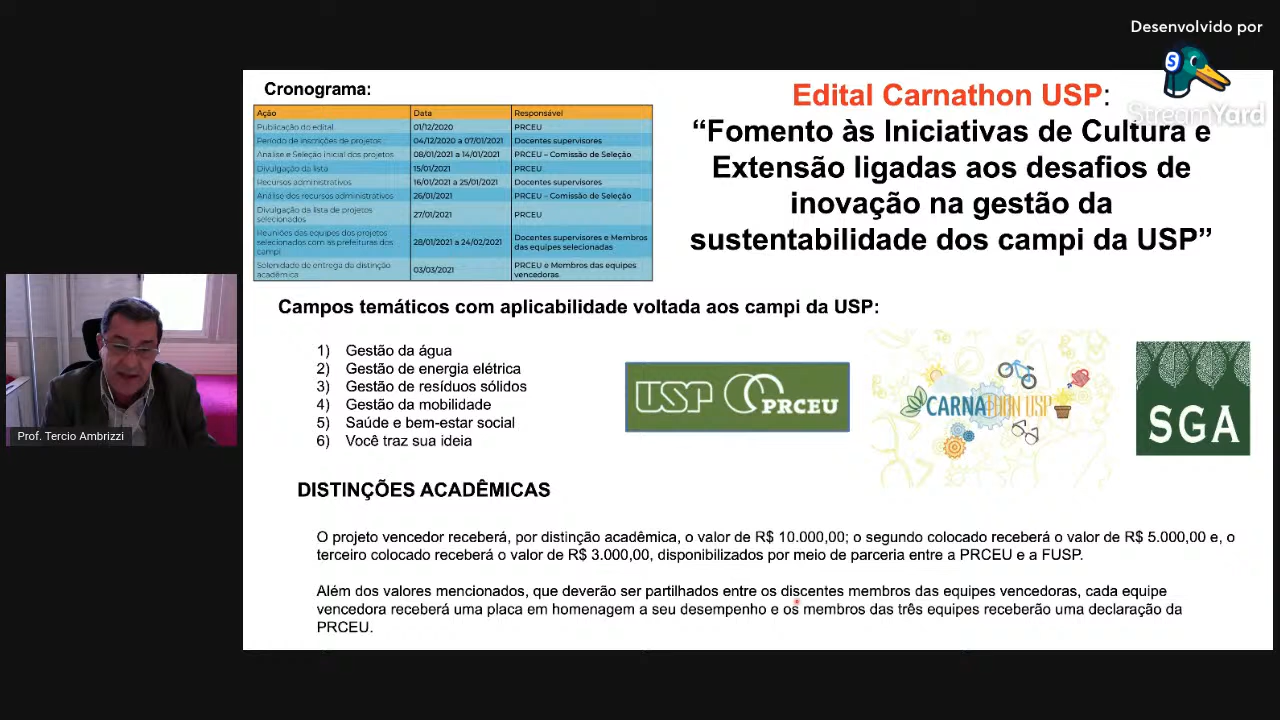 Desenvolvido por
StreamYard
Cronograma:
Ação Data Responsável
Publicação do edital 01/12/2020 PRCEU
Período de inscrições de projetos 04/12/2020 a 07/01/2021 Docentes supervisores
Análise e Seleção inicial dos projetos 08/01/2021 a 14/01/2021 PRCEU – Comissão de Seleção
Divulgação da lista 15/01/2021 PRCEU
Recursos administrativos 16/01/2021 a 25/01/2021 Docentes supervisores
Análise dos recursos administrativos 26/01/2021 PRCEU – Comissão de Seleção
Divulgação da lista de projetos
selecionados 27/01/2021 PRCEU
Reuniões das equipes dos projetos
selecionados com as prefeituras dos
campi 28/01/2021 a 24/02/2021 Docentes supervisores e Membros
das equipes selecionadas
Solenidade de entrega da distinção
acadêmica 03/03/2021 PRCEU e Membros das equipes
vencedoras
Edital Carnathon USP:
“Fomento às Iniciativas de Cultura e
Extensão ligadas aos desafios de
inovação na gestão da
sustentabilidade dos campi da USP”
Campos temáticos com aplicabilidade voltada aos campi da USP:
1) Gestão da água
2) Gestão de energia elétrica
3) Gestão de resíduos sólidos
4) Gestão da mobilidade
5) Saúde e bem-estar social
6) Você traz sua ideia
USP PRCEU
CARNATHON USP
SGA
Prof. Tercio Ambrizzi
DISTINÇÕES ACADÊMICAS
O projeto vencedor receberá, por distinção acadêmica, o valor de R$ 10.000,00; o segundo colocado receberá o valor de R$ 5.000,00 e, o
terceiro colocado receberá o valor de R$ 3.000,00, disponibilizados por meio de parceria entre a PRCEU e a FUSP.
Além dos valores mencionados, que deverão ser partilhados entre os discentes membros das equipes vencedoras, cada equipe
vencedora receberá uma placa em homenagem a seu desempenho e os membros das três equipes receberão uma declaração da
PRCEU.